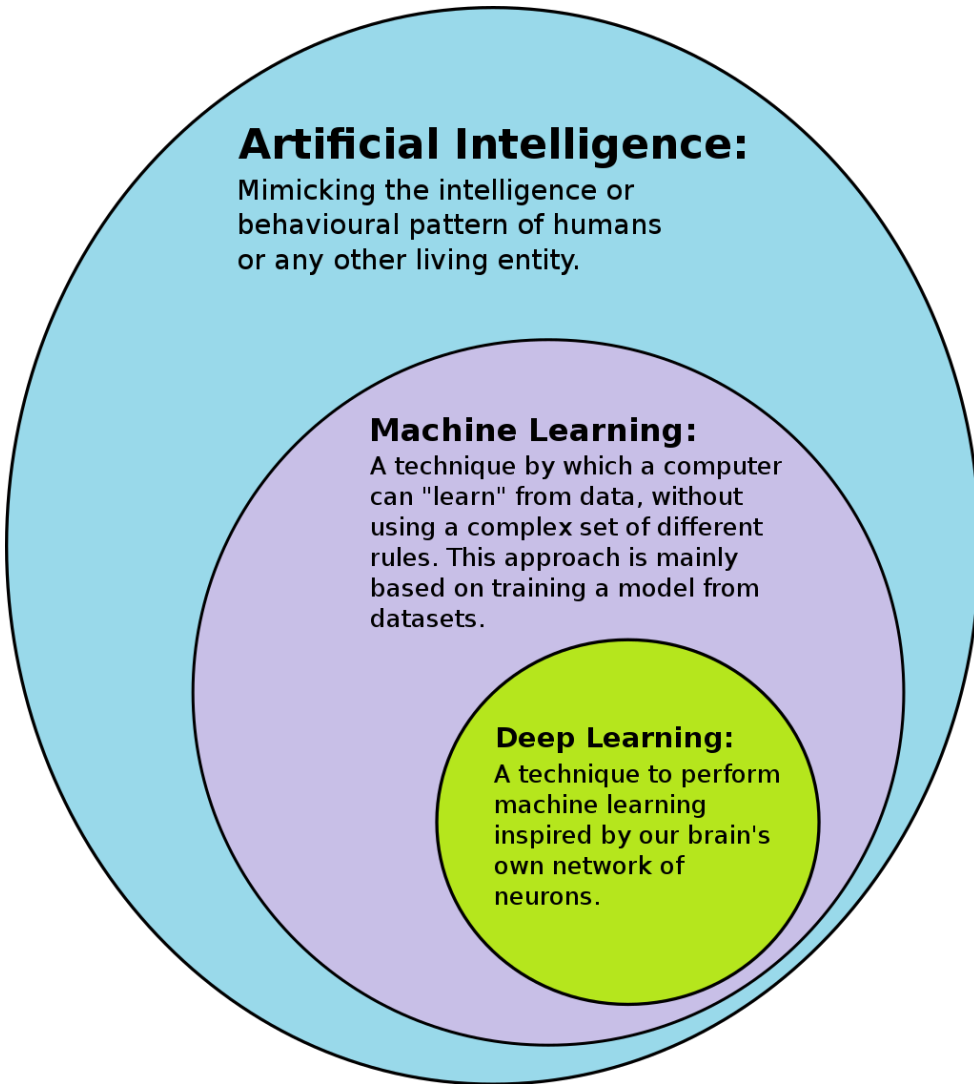 Artificial Intelligence:
Mimicking the intelligence or
behavioural pattern of humans
or any other living entity.
Machine Learning:
A technique by which a computer
can "learn" from data, without
using a complex set of different
rules. This approach is mainly
based on training a model from
datasets.
Deep Learning:
A technique to perform
machine learning
inspired by our brain's
own network of
neurons.